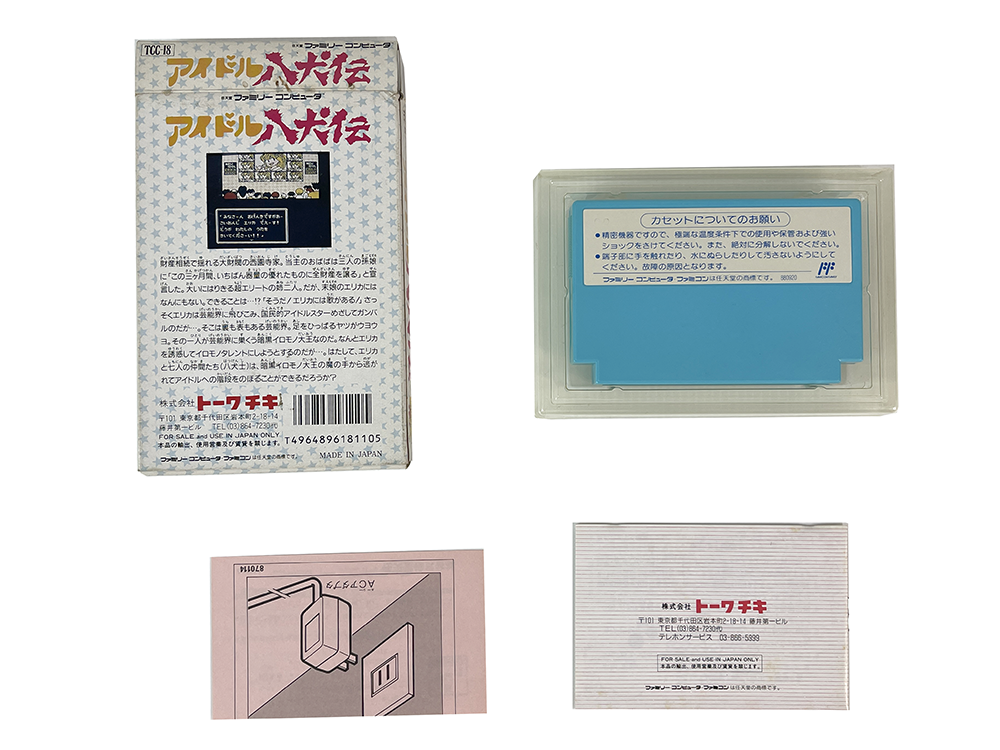 TCC-18
任天堂 ファミリー コンピュータ
アイドル八犬伝
任天堂 ファミリー コンピュータ
アイドル八犬伝
財産相続で揺れる大財閥の西園寺家。当主のおばばは三人の孫娘
に「この三ヶ月間、いちばん器量の優れたものに全財産を譲る」と宣
言した。大いにはりきる超エリートの姉二人。だが、末娘のエリカには
なんにもない。できることは…!?「そうだ!エリカには歌がある!」さっ
そくエリカは芸能界に飛びこみ、国民的アイドルスターめざしてガンバ
ルのだが…。そこは裏も表もある芸能界。足をひっぱるヤツがウヨウ
ヨ。その一人が芸能界に巣くう暗黒イロモノ大王なのだ。なんとエリカ
を誘惑してイロモノタレントにしようとするのだが…。はたして、エリカ
と七人の仲間たち(八犬士)は、暗黒イロモノ大王の魔の手から逃が
れてアイドルへの階段をのぼることができるだろうか?
株式会社 トーワチキ
〒101 東京都千代田区岩本町2-18-14
藤井第一ビル TEL(03)864-7230代
FOR SALE and USE IN JAPAN ONLY
本品の輸出、使用営業及び賃貸を禁じます。
ファミリーコンピュータ・ファミコンは任天堂の商標です。
T4964896181105
MADE IN JAPAN
カセットについてのお願い
●精密機器ですので、極端な温度条件下での使用や保管および強い
ショックをさけてください。また、絶対に分解しないでください。
●端子部に手を触れたり、水にぬらしたりして汚さないようにして
ください。故障の原因となります。
ファミリーコンピュータ・ファミコンは任天堂の商標です。 880920
870114
ACアダプタ
株式会社 トーワチキ
〒101 東京都千代田区岩本町2-18-14 藤井第一ビル
TEL(03)864-7230代
テレホンサービス 03-866-5999
FOR SALE and USE IN JAPAN ONLY
本品の輸出、使用営業及び賃貸を禁じます。
ファミリーコンピュータ・ファミコンは任天堂の商標です。